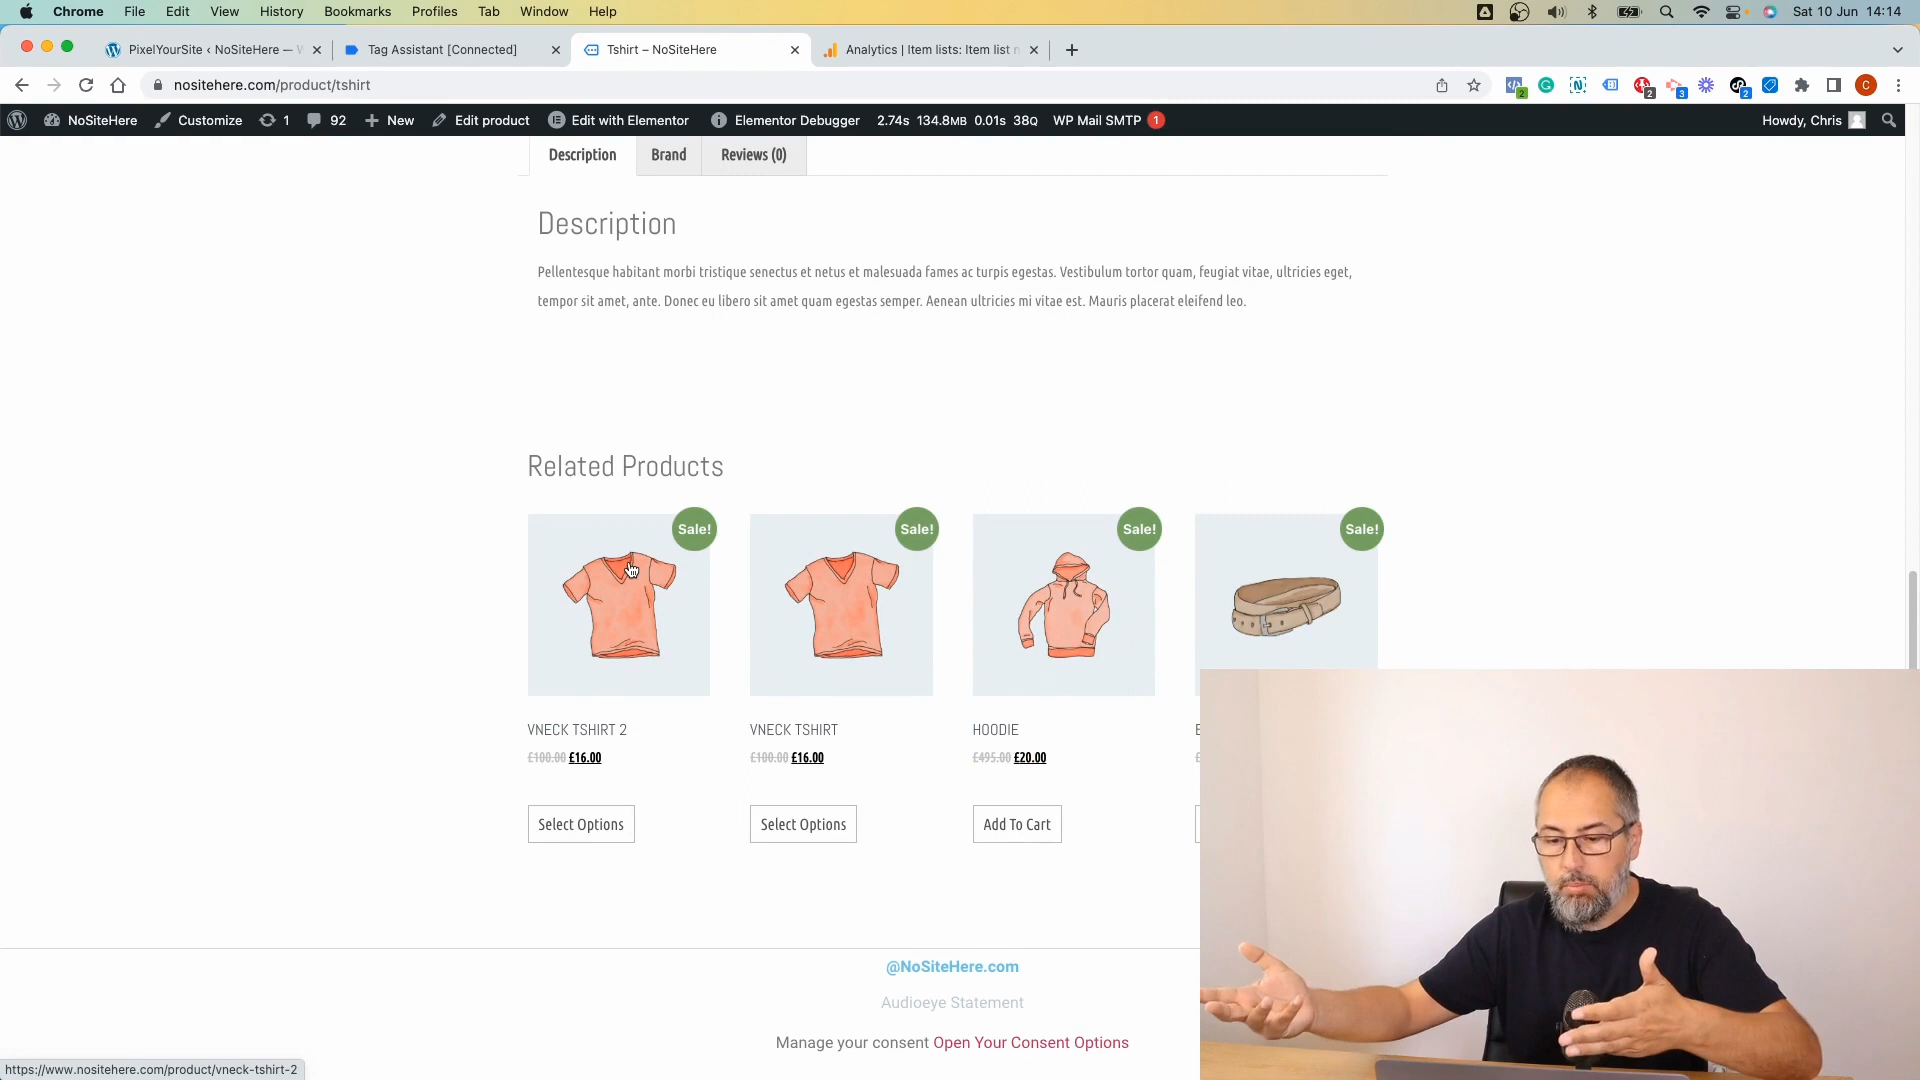 Chrome File Edit View History Bookmarks Profiles Tab Window Help Sat 10 Jun 14:14
PixelYourSite ‹ NoSiteHere — Tag Assistant [Connected] Tshirt – NoSiteHere Analytics | Item lists: Item list
nositehere.com/product/tshirt 2 2 3 2 C
NoSiteHere Customize 1 92 New Edit product Edit with Elementor Elementor Debugger 2.74s 134.8MB 0.01s 38Q WP Mail SMTP 1 Howdy, Chris
Description Brand Reviews (0)
Description
Pellentesque habitant morbi tristique senectus et netus et malesuada fames ac turpis egestas. Vestibulum tortor quam, feugiat vitae, ultricies eget,
tempor sit amet, ante. Donec eu libero sit amet quam egestas semper. Aenean ultricies mi vitae est. Mauris placerat eleifend leo.
Related Products
Sale! Sale! Sale! Sale!
VNECK TSHIRT 2 VNECK TSHIRT HOODIE
£100.00 £16.00 £100.00 £16.00 £495.00 £20.00
Select Options Select Options Add To Cart
@NoSiteHere.com
Audioeye Statement
Manage your consent Open Your Consent Options
https://www.nositehere.com/product/vneck-tshirt-2